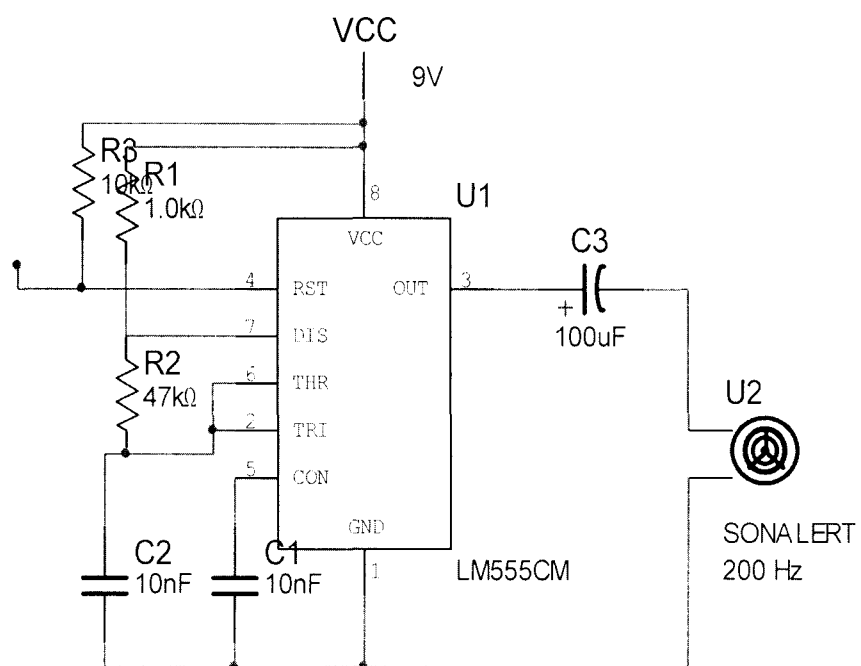 VCC
9V
R3
10kΩ
R1
1.0kΩ
8
U1
VCC
C3
4
RST
OUT
3
+
100uF
7
DIS
R2
47kΩ
6
THR
2
TRI
U2
5
CON
GND
SONALERT
200 Hz
C2
10nF
C1
10nF
1
LM555CM